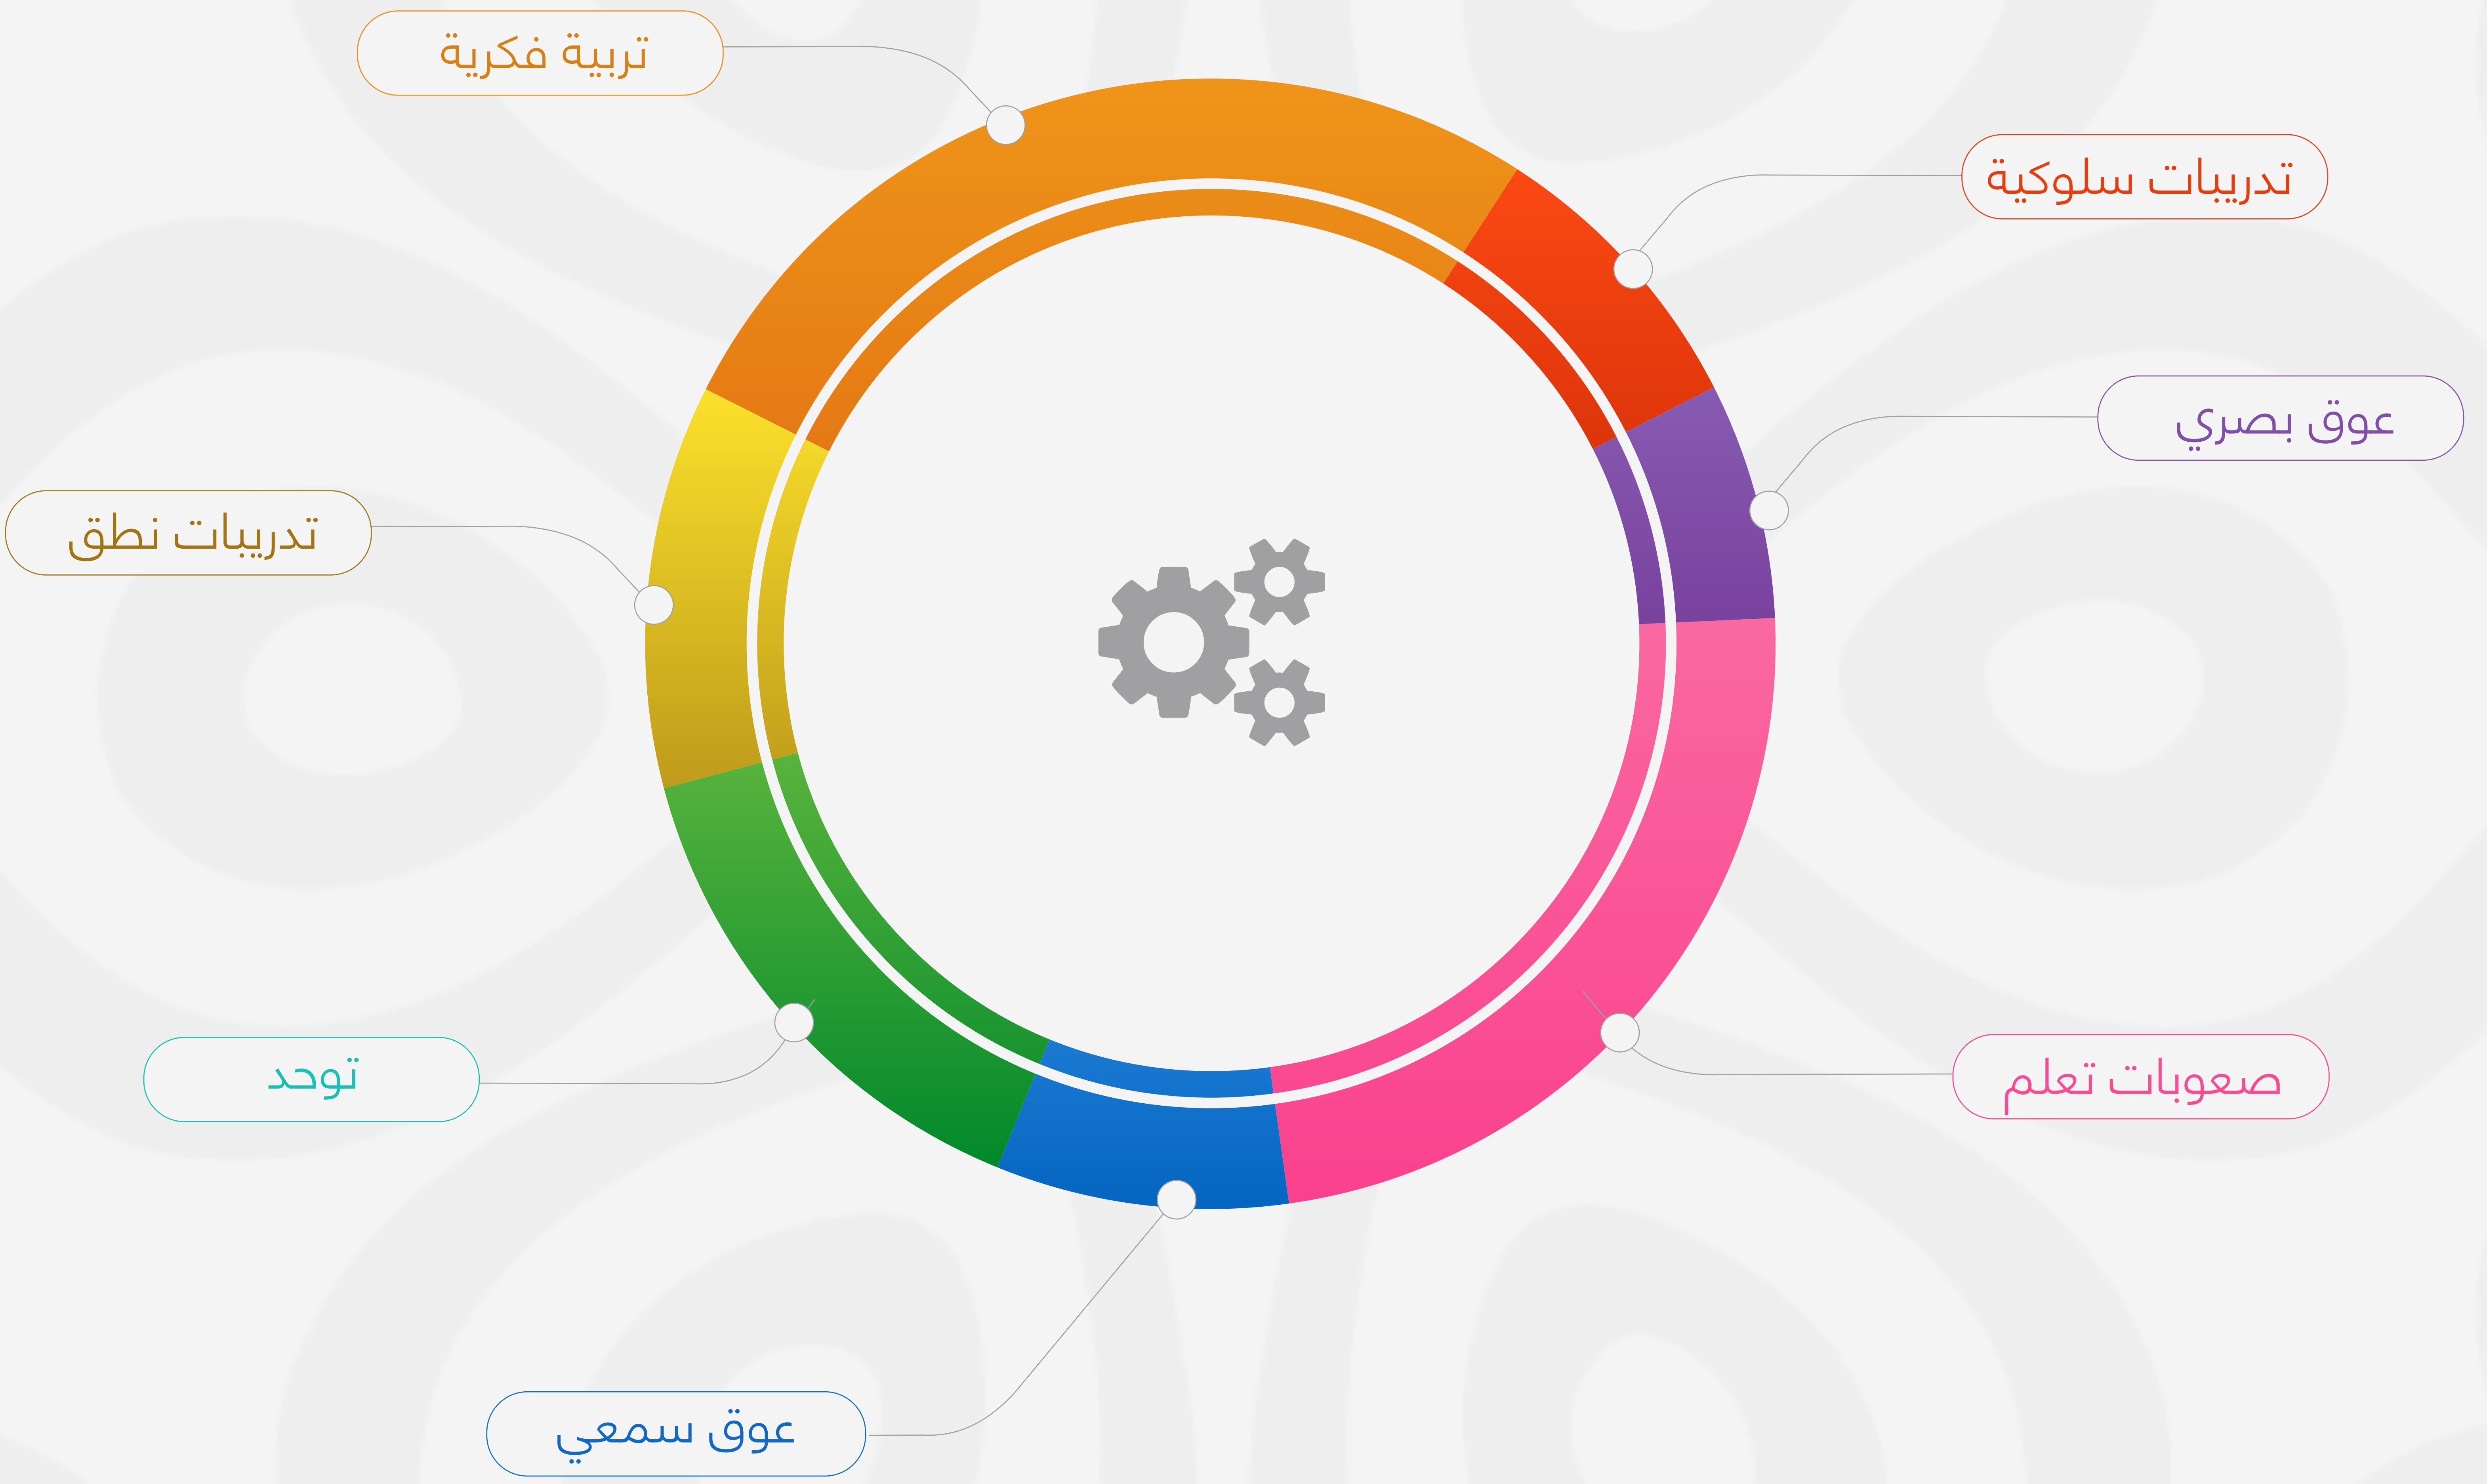 تربية فكرية
تدريبات سلوكية
عوق بصري
تدريبات نطق
توحد
صعوبات تعلم
عوق سمعي